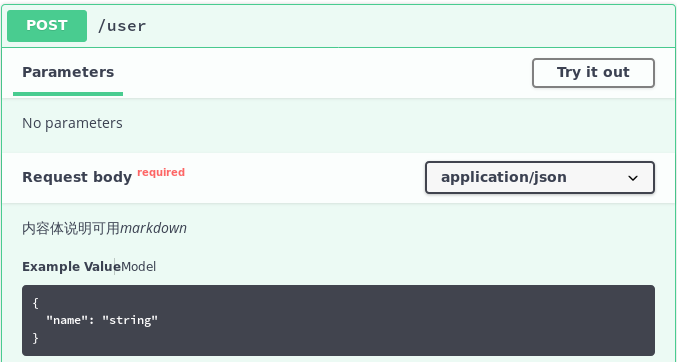 POST /user
Parameters Try it out
No parameters
Request body required application/json
内容体说明可用markdown
Example Value Model
{
"name": "string"
}